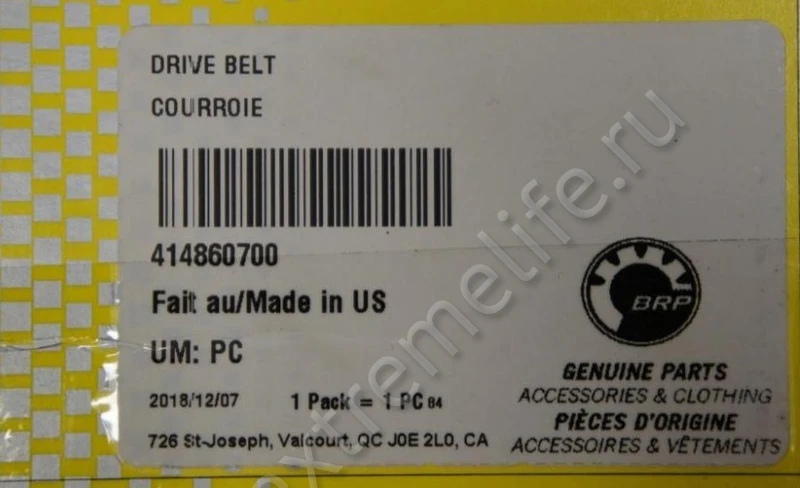 DRIVE BELT
COURROIE
414860700
Fait au/Made in US
UM: PC
2018/12/07 1 Pack = 1 PC 84
726 St-Joseph, Valcourt, QC J0E 2L0, CA
BRP
GENUINE PARTS
ACCESSORIES & CLOTHING
PIÈCES D'ORIGINE
ACCESSOIRES & VÊTEMENTS
extremelife.ru